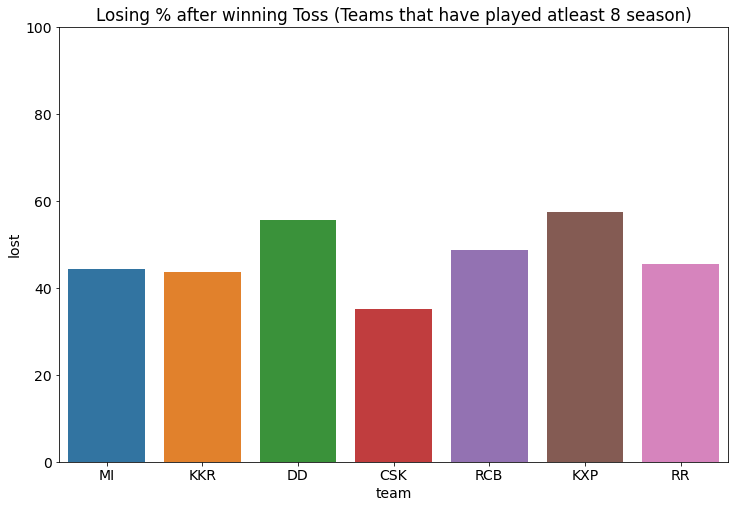 Losing % after winning Toss (Teams that have played atleast 8 season)
100
80
60
40
20
0
lost
MI KKR DD CSK RCB KXP RR
team